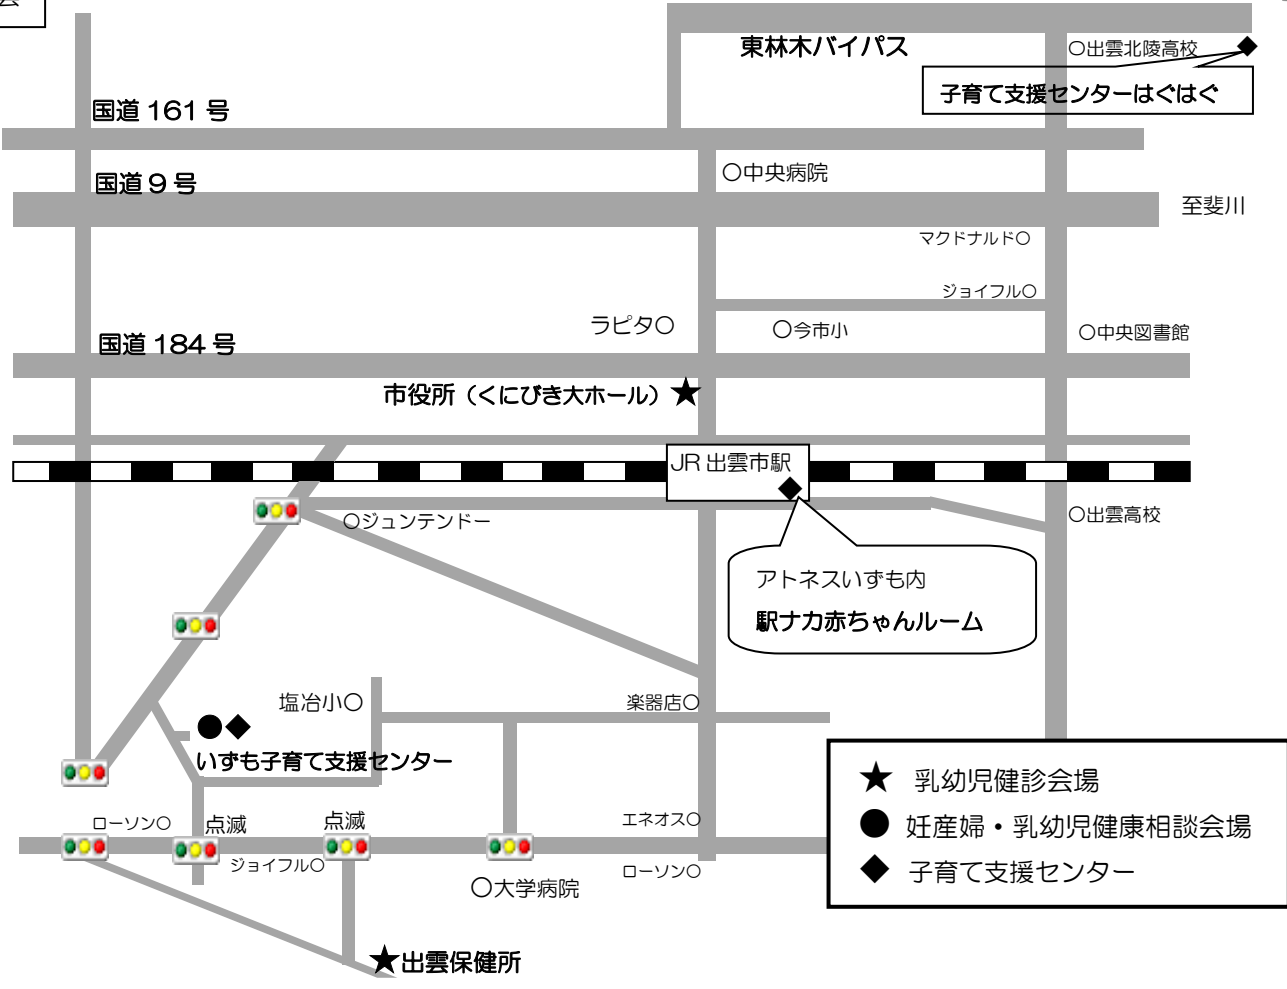 会
東林木バイパス
○出雲北陵高校
子育て支援センターはぐはぐ
国道 161 号
○中央病院
国道 9 号
至斐川
マクドナルド○
ジョイフル○
ラピタ○
○今市小
○中央図書館
国道 184 号
市役所（くにびき大ホール）★
JR 出雲市駅
◆
○ジュンテンドー
○出雲高校
アトネスいずも内
駅ナカ赤ちゃんルーム
塩冶小○
楽器店○
●◆
いずも子育て支援センター
ローソン○
点滅
点滅
エネオス○
ジョイフル○
ローソン○
○大学病院
★出雲保健所
★ 乳幼児健診会場
● 妊産婦・乳幼児健康相談会場
◆ 子育て支援センター